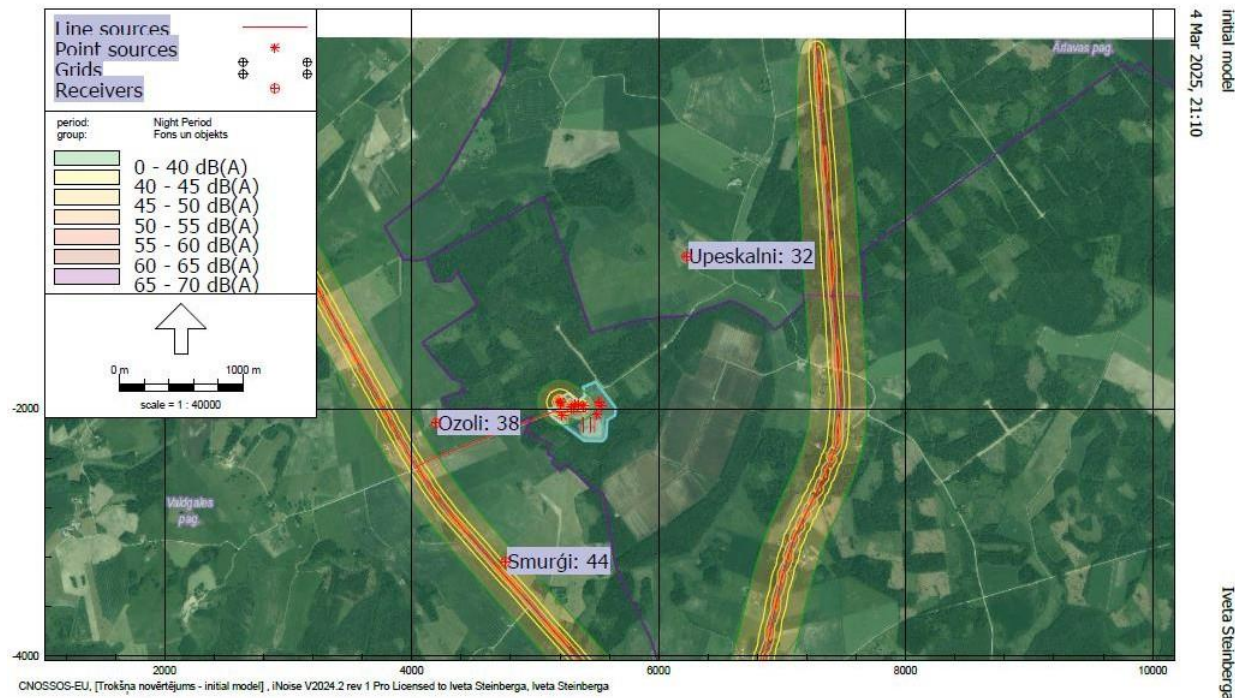 Line sources
Point sources
Grids
Receivers
period: Night Period
group: Fons un objekts
0 - 40 dB(A)
40 - 45 dB(A)
45 - 50 dB(A)
50 - 55 dB(A)
55 - 60 dB(A)
60 - 65 dB(A)
65 - 70 dB(A)
0 m 1000 m
scale = 1 : 40000
Ādavas pag.
Upeskalni: 32
Ozoli: 38
Valdgales
pag.
Smurģi: 44
-2000
-4000
2000 4000 6000 8000 10000
CNOSSOS-EU, [Trokšņa novērtējums - initial model] , iNoise V2024.2 rev 1 Pro Licensed to Iveta Steinberga, Iveta Steinberga
initial model
4 Mar 2025, 21:10
Iveta Steinberga